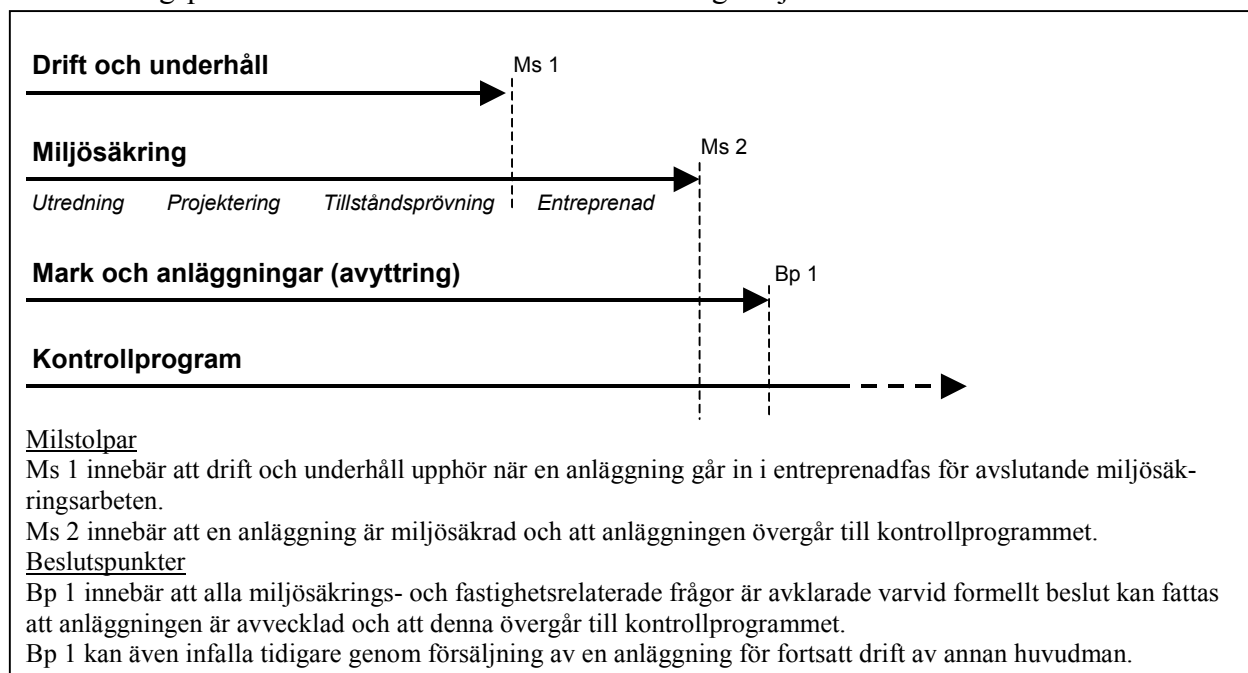 Drift och underhåll
Ms 1
Miljösäkring
Ms 2
Utredning Projektering Tillståndsprövning Entreprenad
Mark och anläggningar (avyttring)
Bp 1
Kontrollprogram
Milstolpar
Ms 1 innebär att drift och underhåll upphör när en anläggning går in i entreprenadfas för avslutande miljösäk-
ringsarbeten.
Ms 2 innebär att en anläggning är miljösäkrad och att anläggningen övergår till kontrollprogrammet.
Beslutspunkter
Bp 1 innebär att alla miljösäkrings- och fastighetsrelaterade frågor är avklarade varvid formellt beslut kan fattas
att anläggningen är avvecklad och att denna övergår till kontrollprogrammet.
Bp 1 kan även infalla tidigare genom försäljning av en anläggning för fortsatt drift av annan huvudman.